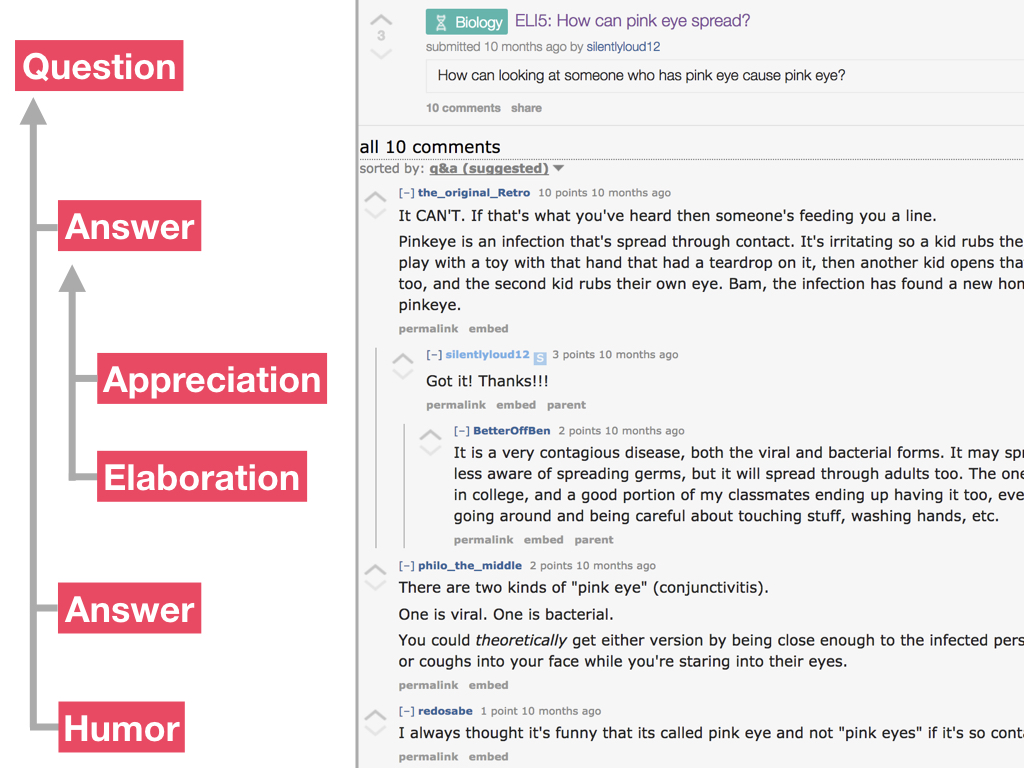 Question
Answer
Appreciation
Elaboration
Answer
Humor
3
Biology ELI5: How can pink eye spread?
submitted 10 months ago by silentlyloud12
How can looking at someone who has pink eye cause pink eye?
10 comments share
all 10 comments
sorted by: q&a (suggested)
[–] the_original_Retro 10 points 10 months ago
It CAN'T. If that's what you've heard then someone's feeding you a line.
Pinkeye is an infection that's spread through contact. It's irritating so a kid rubs the
play with a toy with that hand that had a teardrop on it, then another kid opens tha
too, and the second kid rubs their own eye. Bam, the infection has found a new hon
pinkeye.
permalink embed
[–] silentlyloud12 S 3 points 10 months ago
Got it! Thanks!!!
permalink embed parent
[–] BetterOffBen 2 points 10 months ago
It is a very contagious disease, both the viral and bacterial forms. It may spr
less aware of spreading germs, but it will spread through adults too. The one
in college, and a good portion of my classmates ending up having it too, eve
going around and being careful about touching stuff, washing hands, etc.
permalink embed parent
[–] philo_the_middle 2 points 10 months ago
There are two kinds of "pink eye" (conjunctivitis).
One is viral. One is bacterial.
You could theoretically get either version by being close enough to the infected pers
or coughs into your face while you're staring into their eyes.
permalink embed
[–] redosabe 1 point 10 months ago
I always thought it's funny that its called pink eye and not "pink eyes" if it's so conta
permalink embed